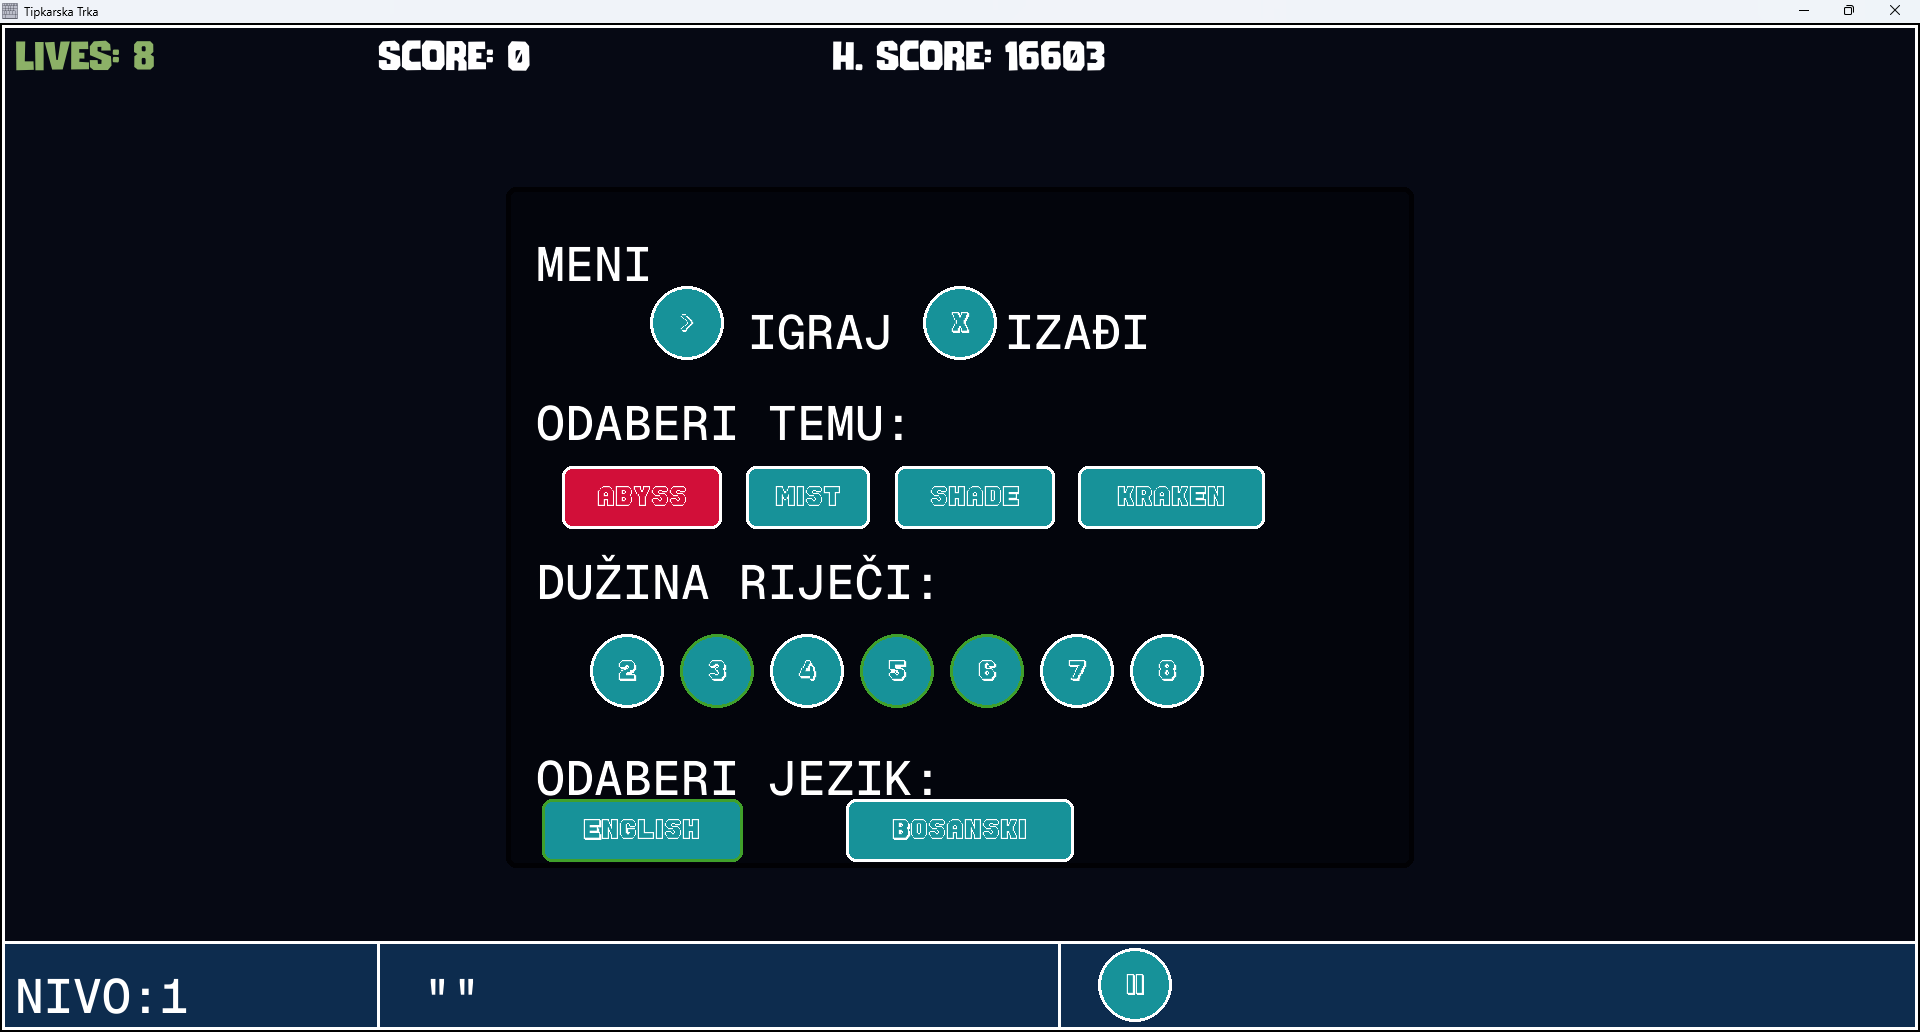 Tipkarska Trka
LIVES: 8 SCORE: 0 H. SCORE: 16603
MENI
> IGRAJ X IZAĐI
ODABERI TEMU:
ABYSS MIST SHADE KRAKEN
DUŽINA RIJEČI:
2 3 4 5 6 7 8
ODABERI JEZIK:
ENGLISH BOSANSKI
NIVO:1 ""